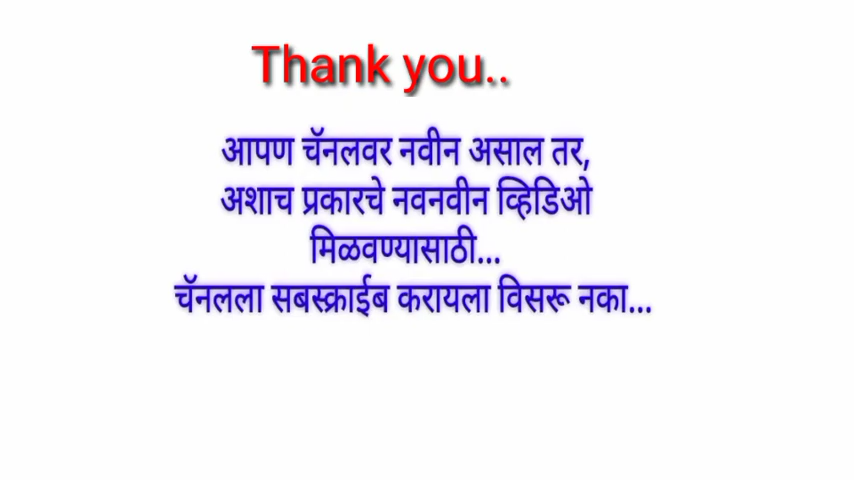 Thank you..
आपण चॅनलवर नवीन असाल तर,
अशाच प्रकारचे नवनवीन व्हिडिओ
मिळवण्यासाठी...
चॅनलला सबस्क्राईब करायला विसरू नका...